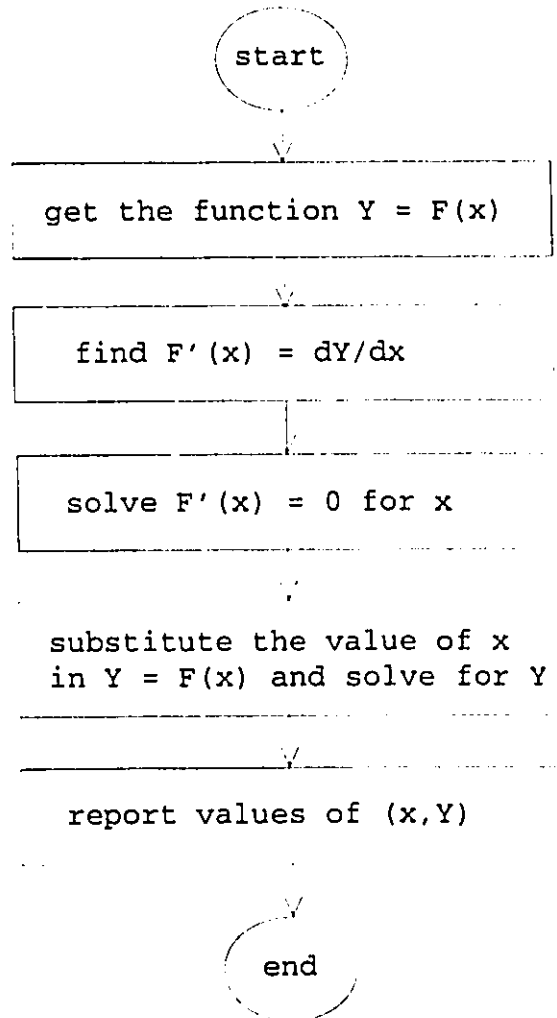 start
get the function Y = F(x)
find F'(x) = dY/dx
solve F'(x) = 0 for x
substitute the value of x
in Y = F(x) and solve for Y
report values of (x,Y)
end